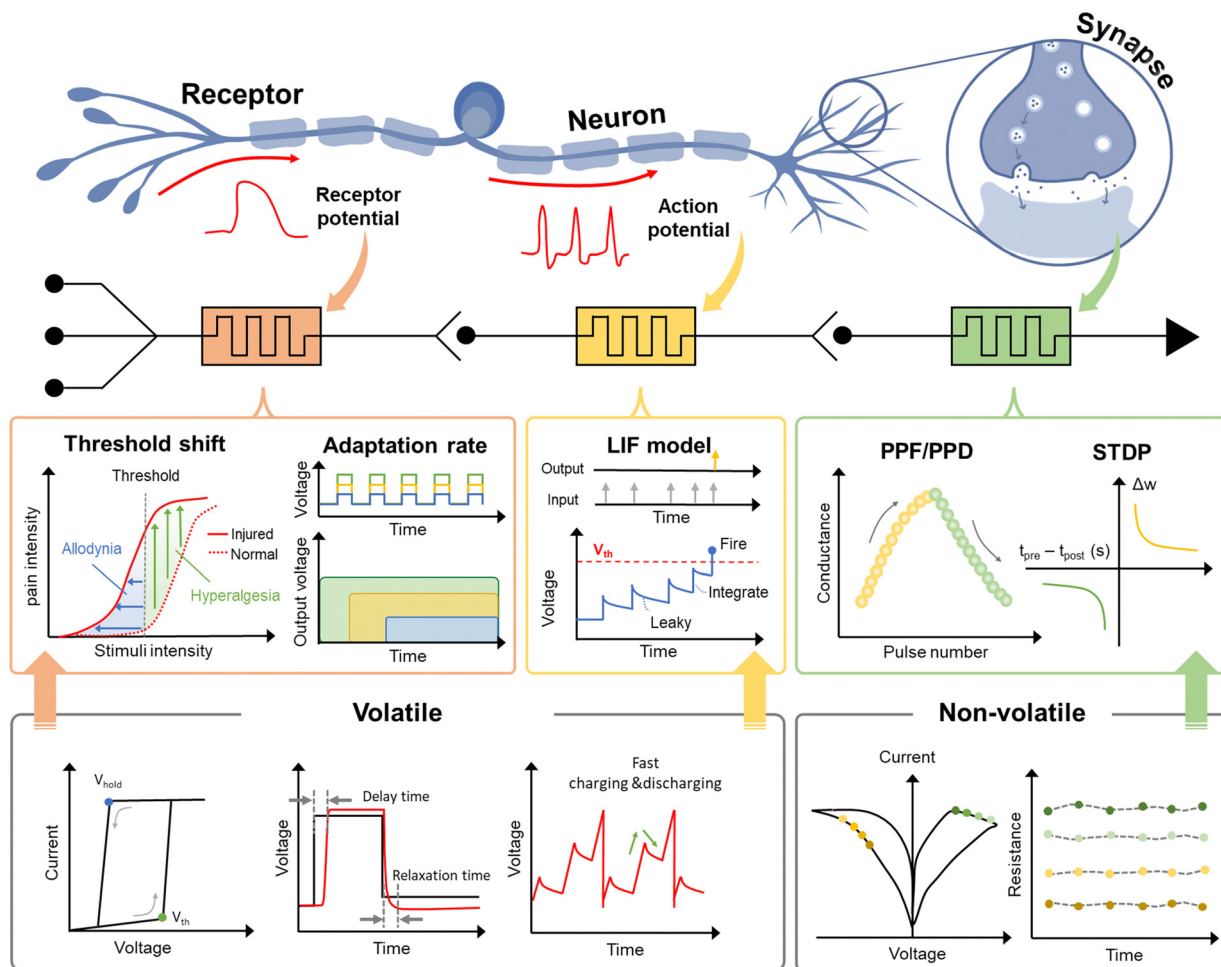 Synapse
Receptor
Neuron
Receptor
potential
Action
potential
Threshold shift
Threshold
pain intensity
Allodynia
Injured
Normal
Hyperalgesia
Stimuli intensity
Adaptation rate
Voltage
Time
Output voltage
Time
LIF model
Output
Input
Time
Vth
Fire
Voltage
Integrate
Leaky
Time
PPF/PPD
Conductance
Pulse number
STDP
Δw
tpre – tpost (s)
Volatile
Vhold
Current
Vth
Voltage
Delay time
Voltage
Relaxation time
Time
Fast
charging &discharging
Voltage
Time
Non-volatile
Current
Voltage
Resistance
Time